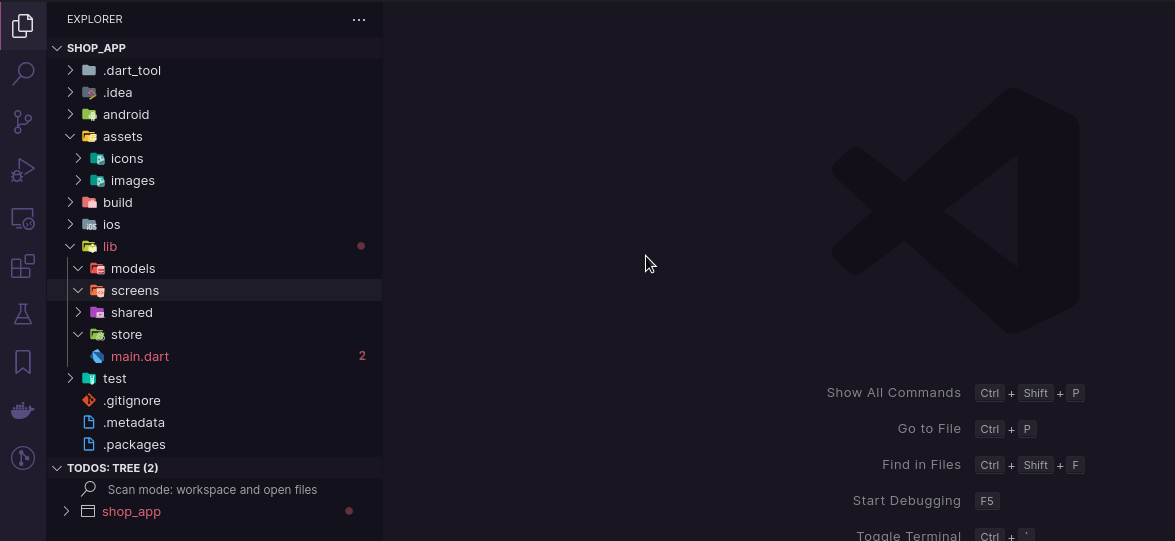 EXPLORER ...
SHOP_APP
.dart_tool
.idea
android
assets
icons
images
build
ios
lib
models
screens
shared
store
main.dart 2
test
.gitignore
.metadata
.packages
TODOS: TREE (2)
Scan mode: workspace and open files
shop_app
Show All Commands Ctrl + Shift + P
Go to File Ctrl + P
Find in Files Ctrl + Shift + F
Start Debugging F5
Toggle Terminal Ctrl + `